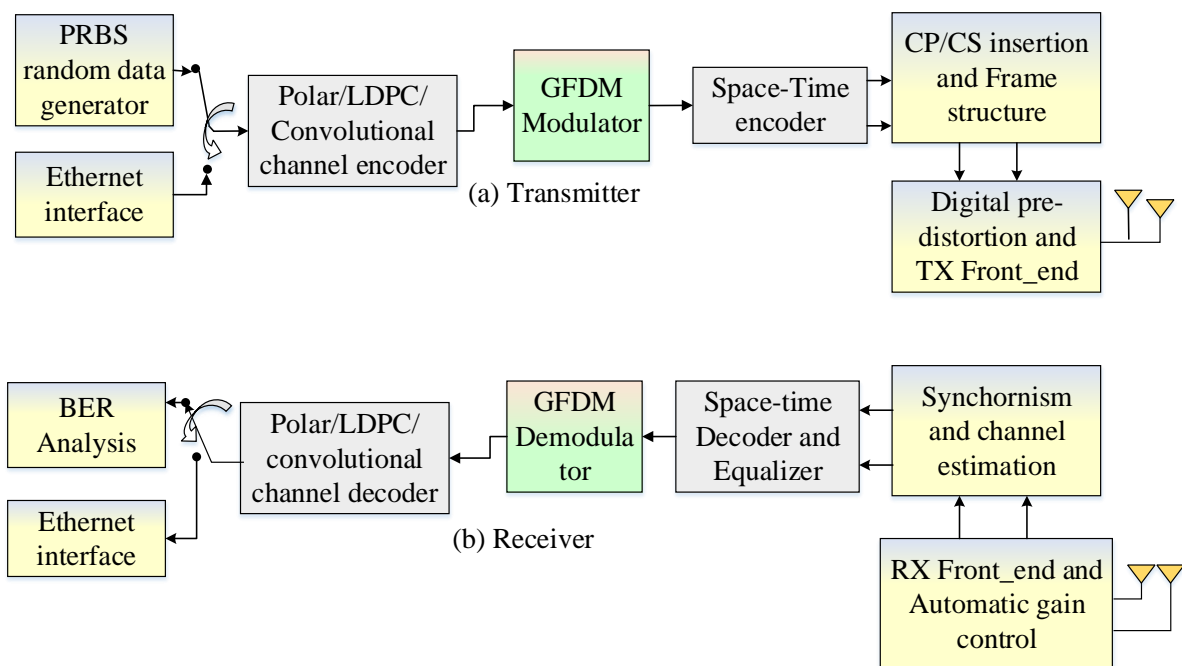 PRBS
random data
generator
Ethernet
interface
Polar/LDPC/
Convolutional
channel encoder
GFDM
Modulator
Space-Time
encoder
CP/CS insertion
and Frame
structure
Digital pre-
distortion and
TX Front_end
(a) Transmitter
BER
Analysis
Ethernet
interface
Polar/LDPC/
convolutional
channel decoder
GFDM
Demodula
tor
Space-time
Decoder and
Equalizer
Synchornism
and channel
estimation
RX Front_end and
Automatic gain
control
(b) Receiver